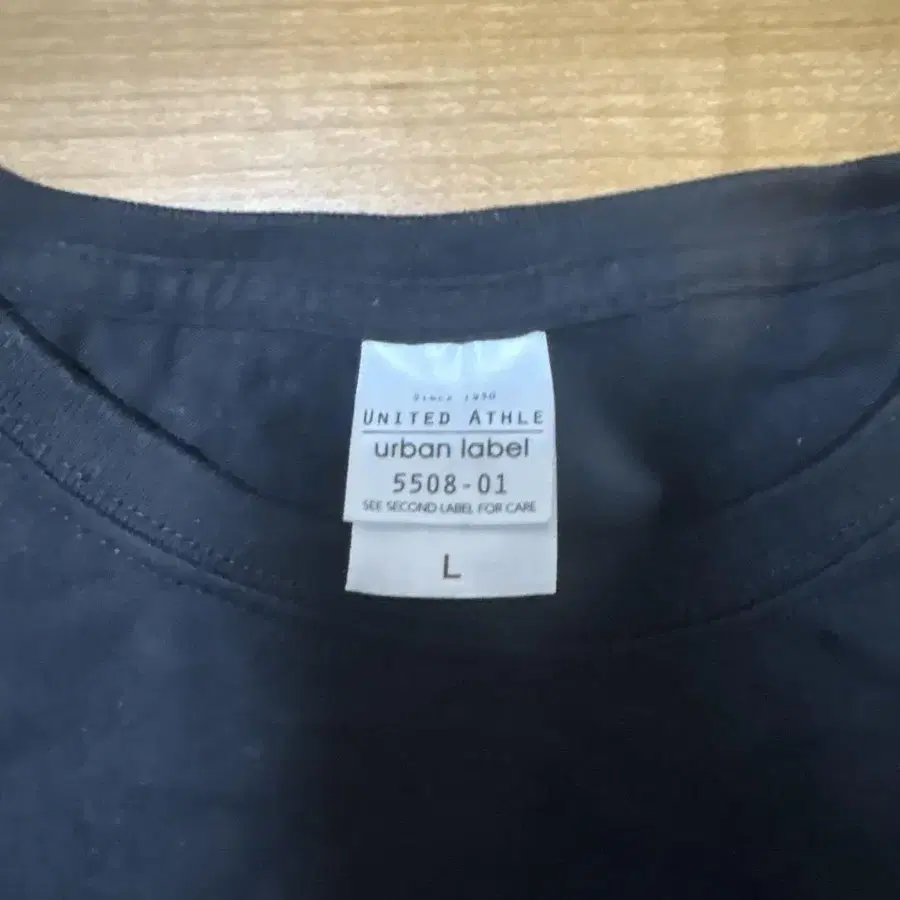 Since 1950
UNITED ATHLE
urban label
5508-01
SEE SECOND LABEL FOR CARE
L